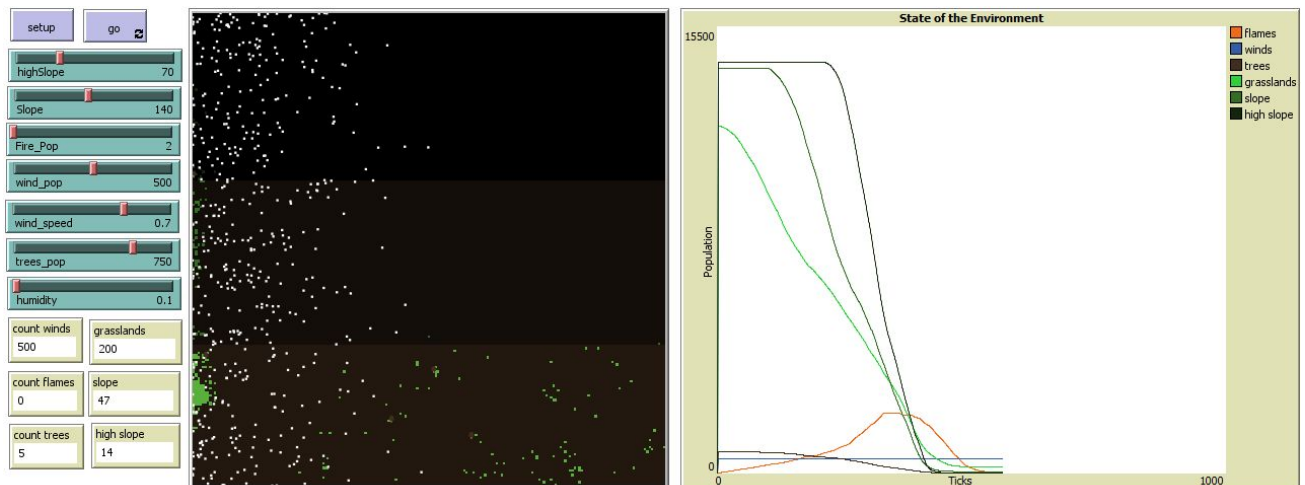 setup
go
highSlope 70
Slope 140
Fire_Pop 2
wind_pop 500
wind_speed 0.7
trees_pop 750
humidity 0.1
count winds
500
grasslands
200
count flames
0
slope
47
count trees
5
high slope
14
State of the Environment
15500
Population
0
0
Ticks
1000
flames
winds
trees
grasslands
slope
high slope